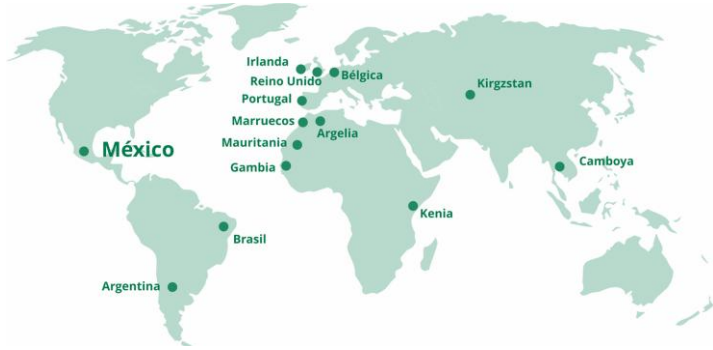 Irlanda
Reino Unido
Bélgica
Kirgzstan
Portugal
Marruecos
Argelia
México
Mauritania
Gambia
Camboya
Kenia
Brasil
Argentina